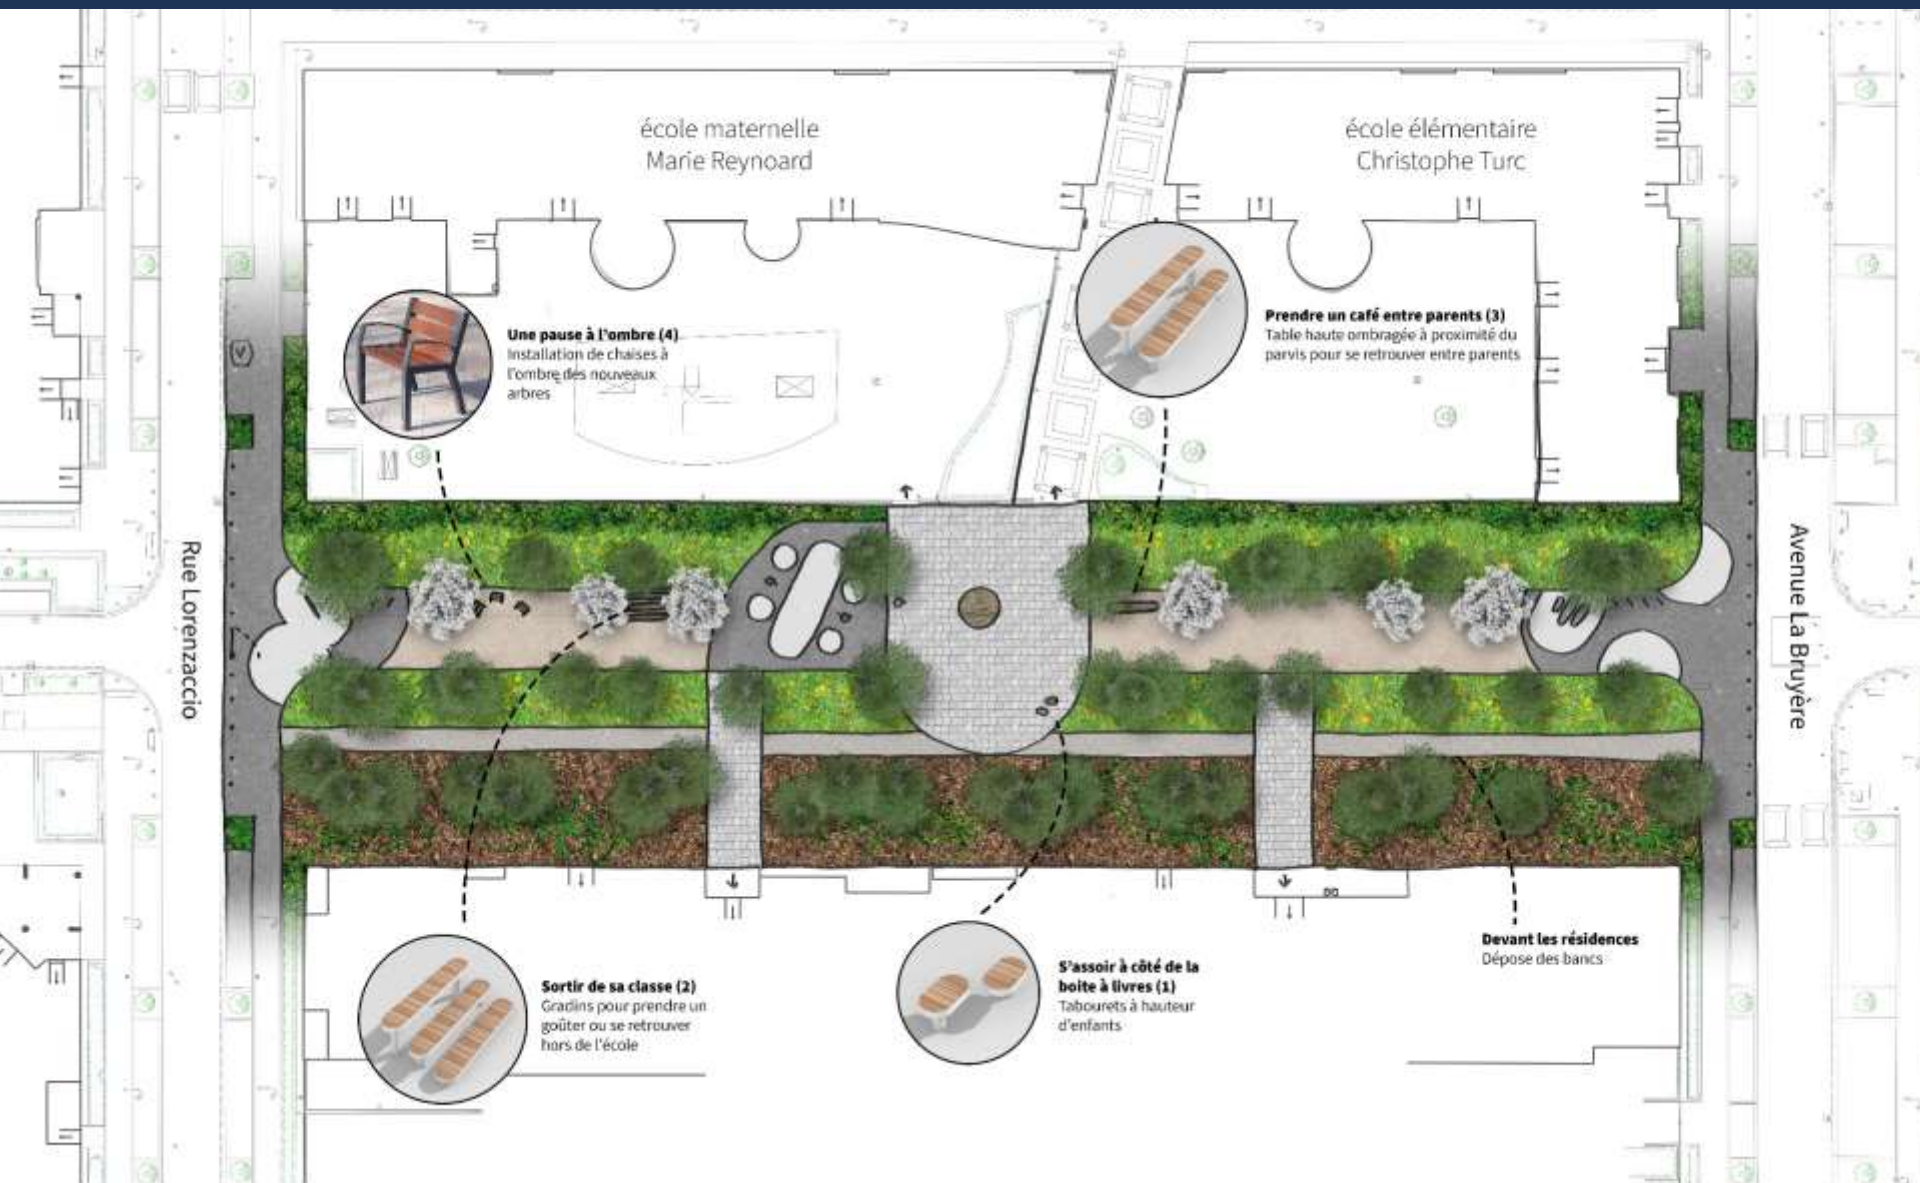 école maternelle
Marie Reynoard
école élémentaire
Christophe Turc
Une pause à l'ombre (4)
Installation de chaises à
l'ombre des nouveaux
arbres
Prendre un café entre parents (3)
Table haute ombragée à proximité du
parvis pour se retrouver entre parents
Rue Lorenzaccio
Avenue La Bruyère
Sortir de sa classe (2)
Gradins pour prendre un
goûter ou se retrouver
hors de l'école
S'assoir à côté de la
boite à livres (1)
Tabourets à hauteur
d'enfants
Devant les résidences
Dépose des bancs